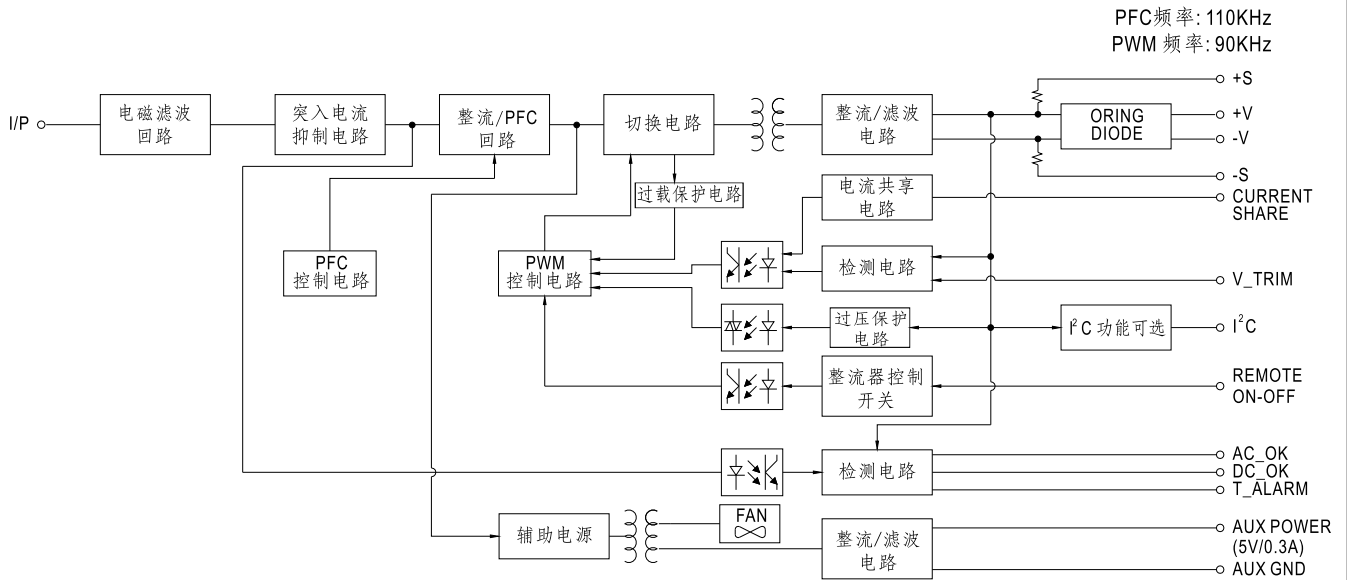 PFC频率: 110KHz
PWM 频率: 90KHz
I/P
电磁滤波
回路
突入电流
抑制电路
整流/PFC
回路
切换电路
整流/滤波
电路
ORING
DIODE
+S
+V
-V
-S
过载保护电路
电流共享
电路
CURRENT
SHARE
PFC
控制电路
PWM
控制电路
检测电路
V_TRIM
过压保护
电路
I²C 功能可选
I²C
整流器控制
开关
REMOTE
ON-OFF
检测电路
AC_OK
DC_OK
T_ALARM
辅助电源
FAN
整流/滤波
电路
AUX POWER
(5V/0.3A)
AUX GND